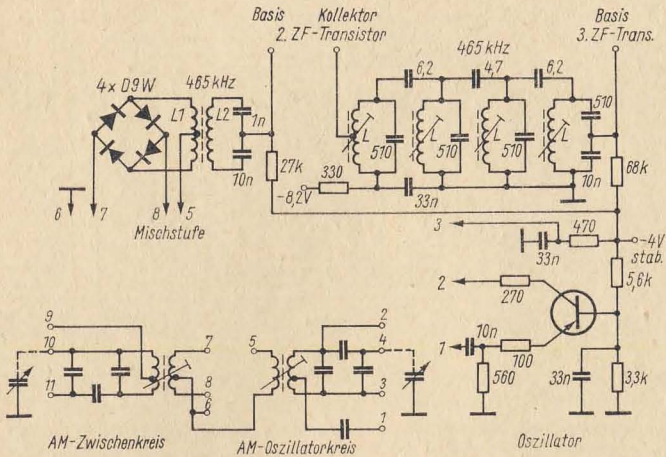 Basis
Kollektor
2. ZF-Transistor
Basis
3. ZF-Trans.
465 kHz
6,2
4,7
6,2
4 x D9W
465 kHz
L1
L2
1n
10n
27k
L
510
L
510
L
510
L
510
10n
68k
330
-8,2V
33n
6
7
8
5
Mischstufe
3
33n
470
-4V
stab.
2
270
5,6k
1
10n
100
560
33n
3,3k
9
10
11
7
8
6
5
2
4
3
1
AM-Zwischenkreis
AM-Oszillatorkreis
Oszillator